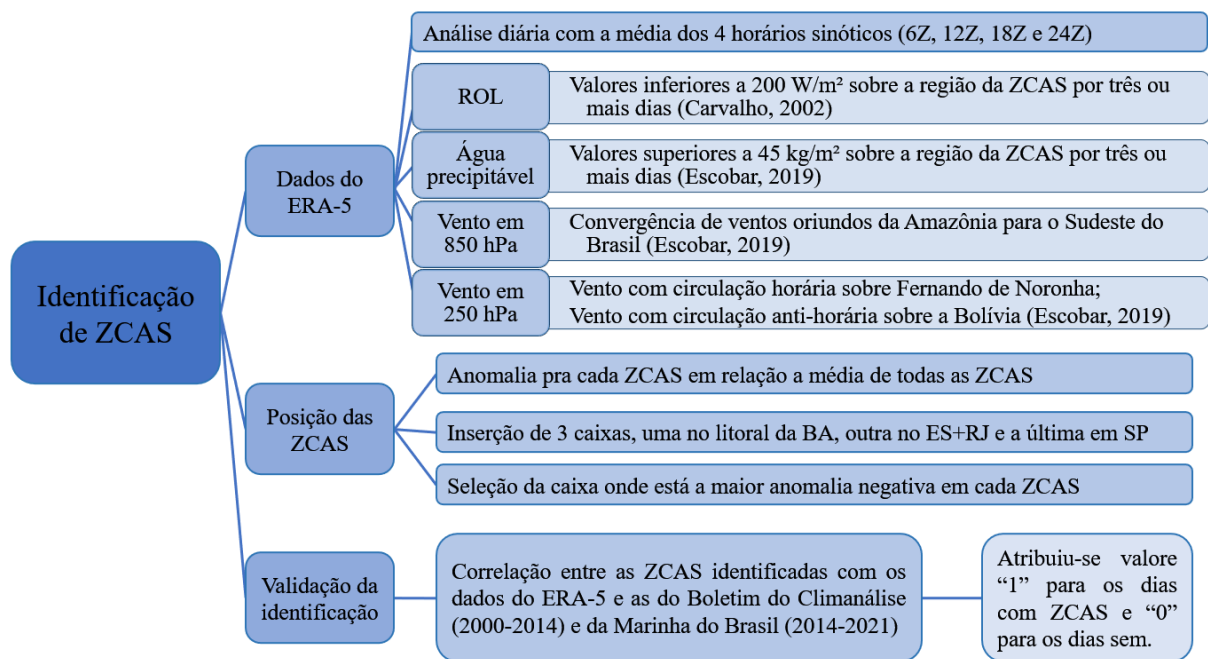 Identificação
de ZCAS
Dados do
ERA-5
Análise diária com a média dos 4 horários sinóticos (6Z, 12Z, 18Z e 24Z)
ROL
Valores inferiores a 200 W/m² sobre a região da ZCAS por três ou
mais dias (Carvalho, 2002)
Água
precipitável
Valores superiores a 45 kg/m² sobre a região da ZCAS por três ou
mais dias (Escobar, 2019)
Vento em
850 hPa
Convergência de ventos oriundos da Amazônia para o Sudeste do
Brasil (Escobar, 2019)
Vento em
250 hPa
Vento com circulação horária sobre Fernando de Noronha;
Vento com circulação anti-horária sobre a Bolívia (Escobar, 2019)
Posição das
ZCAS
Anomalia pra cada ZCAS em relação a média de todas as ZCAS
Inserção de 3 caixas, uma no litoral da BA, outra no ES+RJ e a última em SP
Seleção da caixa onde está a maior anomalia negativa em cada ZCAS
Validação da
identificação
Correlação entre as ZCAS identificadas com os
dados do ERA-5 e as do Boletim do Climanálise
(2000-2014) e da Marinha do Brasil (2014-2021)
Atribuiu-se valore
“1” para os dias
com ZCAS e “0”
para os dias sem.